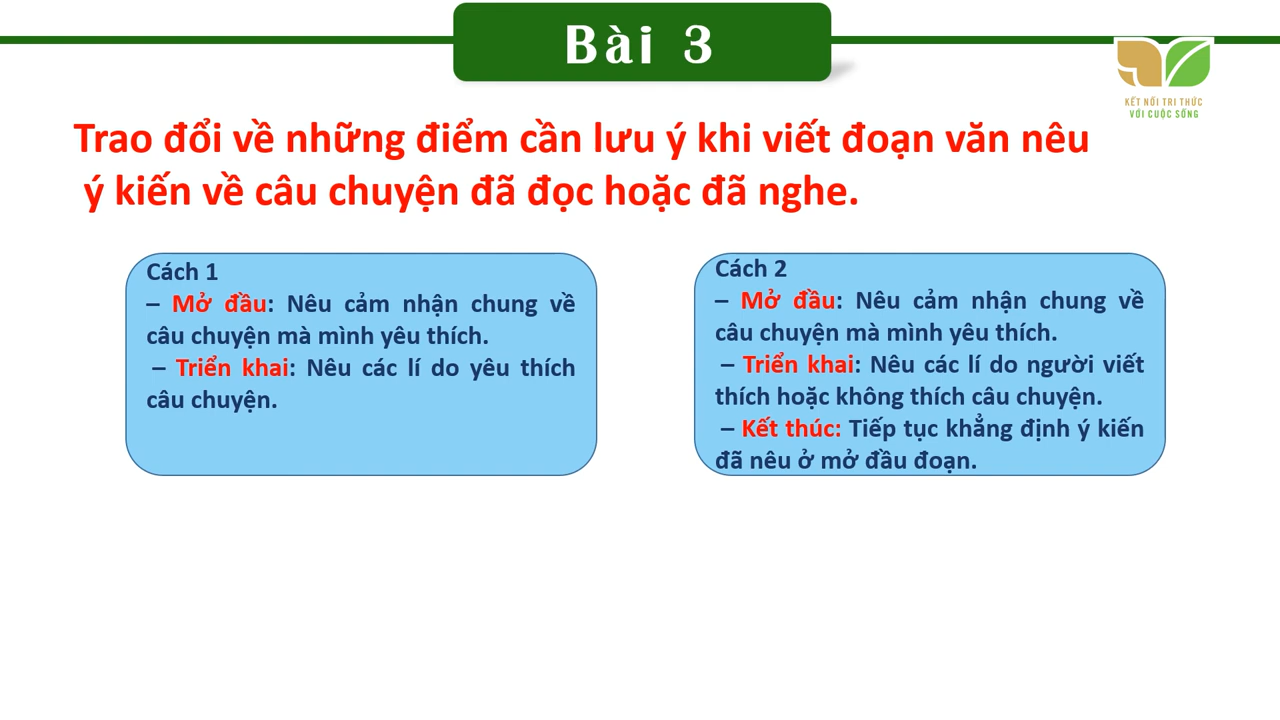 Bài 3
KẾT NỐI TRI THỨC
VỚI CUỘC SỐNG
Trao đổi về những điểm cần lưu ý khi viết đoạn văn nêu
ý kiến về câu chuyện đã đọc hoặc đã nghe.
Cách 1
– Mở đầu: Nêu cảm nhận chung về
câu chuyện mà mình yêu thích.
– Triển khai: Nêu các lí do yêu thích
câu chuyện.
Cách 2
– Mở đầu: Nêu cảm nhận chung về
câu chuyện mà mình yêu thích.
– Triển khai: Nêu các lí do người viết
thích hoặc không thích câu chuyện.
– Kết thúc: Tiếp tục khẳng định ý kiến
đã nêu ở mở đầu đoạn.